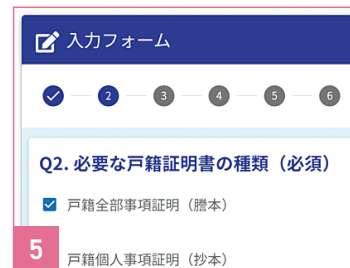 入力フォーム
2 3 4 5 6
Q2. 必要な戸籍証明書の種類（必須）
戸籍全部事項証明（謄本）
5
戸籍個人事項証明（抄本）